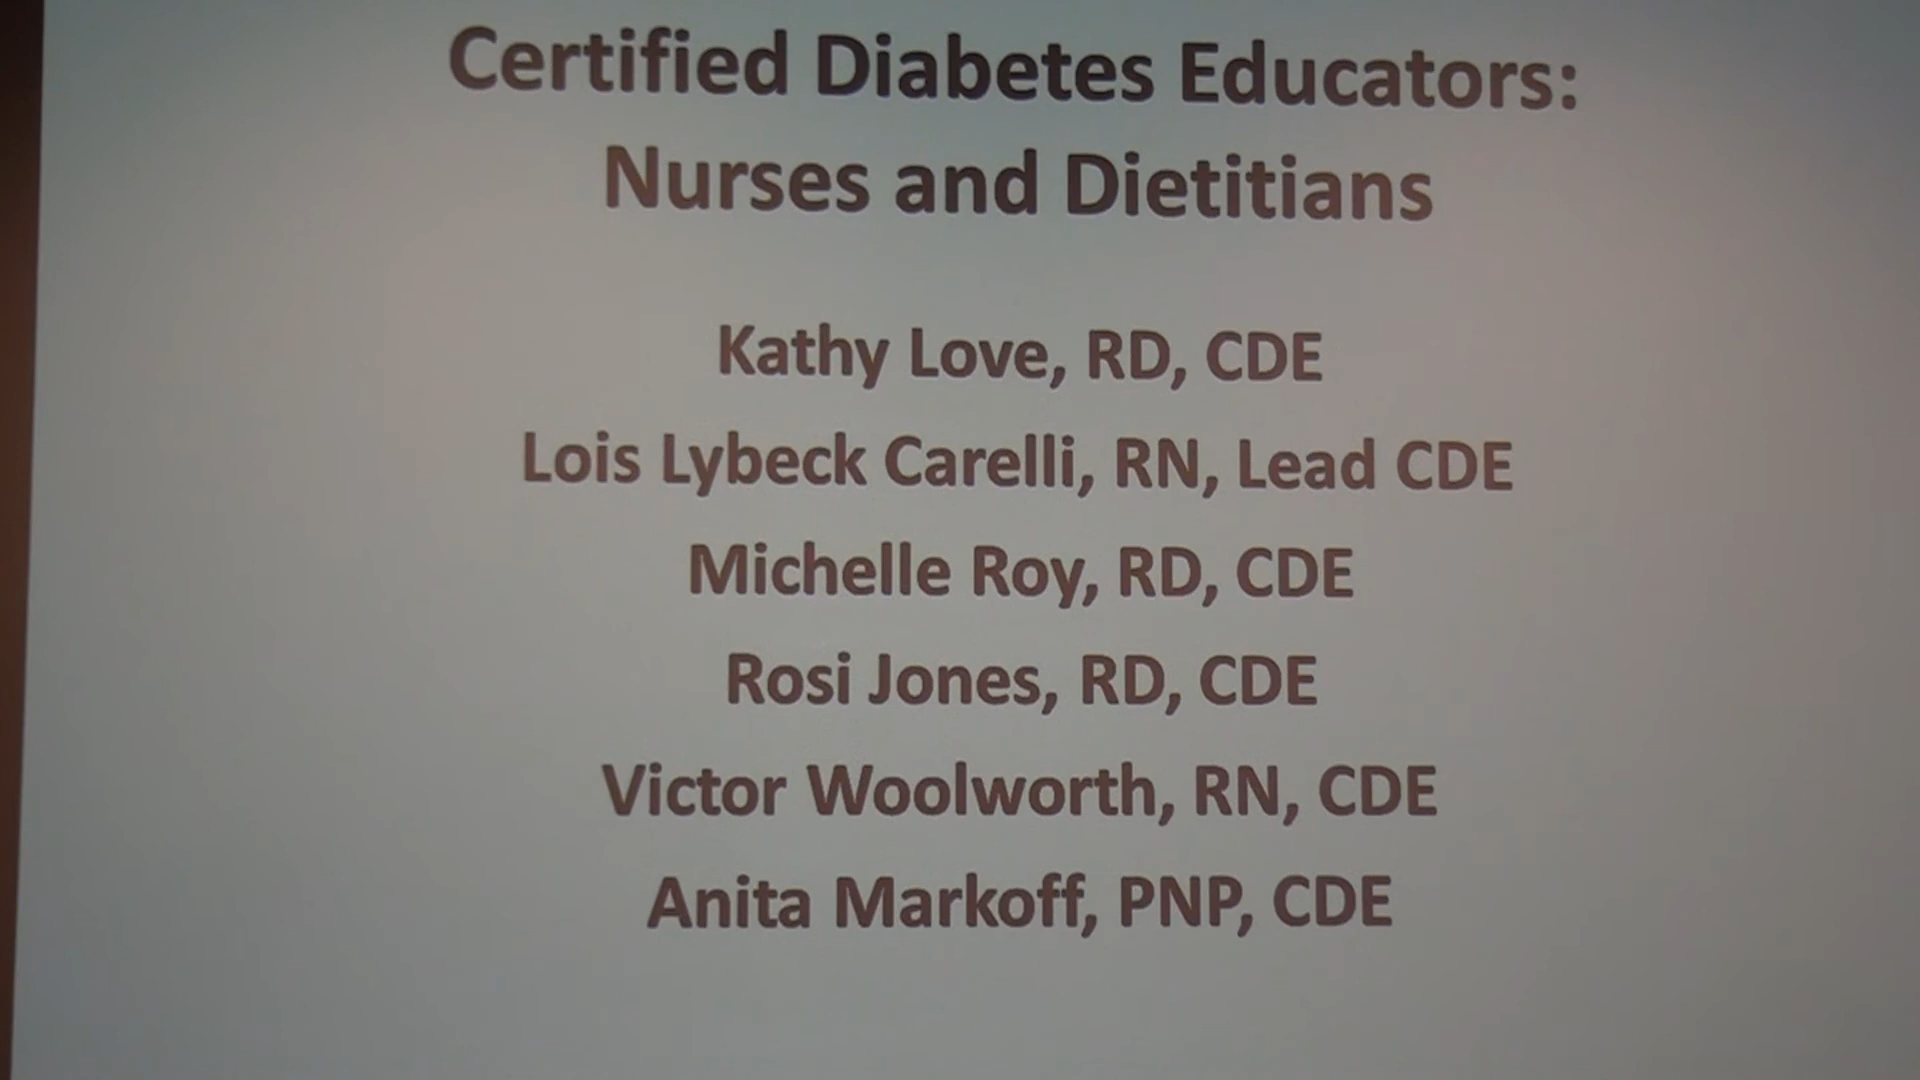 Certified Diabetes Educators:
Nurses and Dietitians
Kathy Love, RD, CDE
Lois Lybeck Carelli, RN, Lead CDE
Michelle Roy, RD, CDE
Rosi Jones, RD, CDE
Victor Woolworth, RN, CDE
Anita Markoff, PNP, CDE